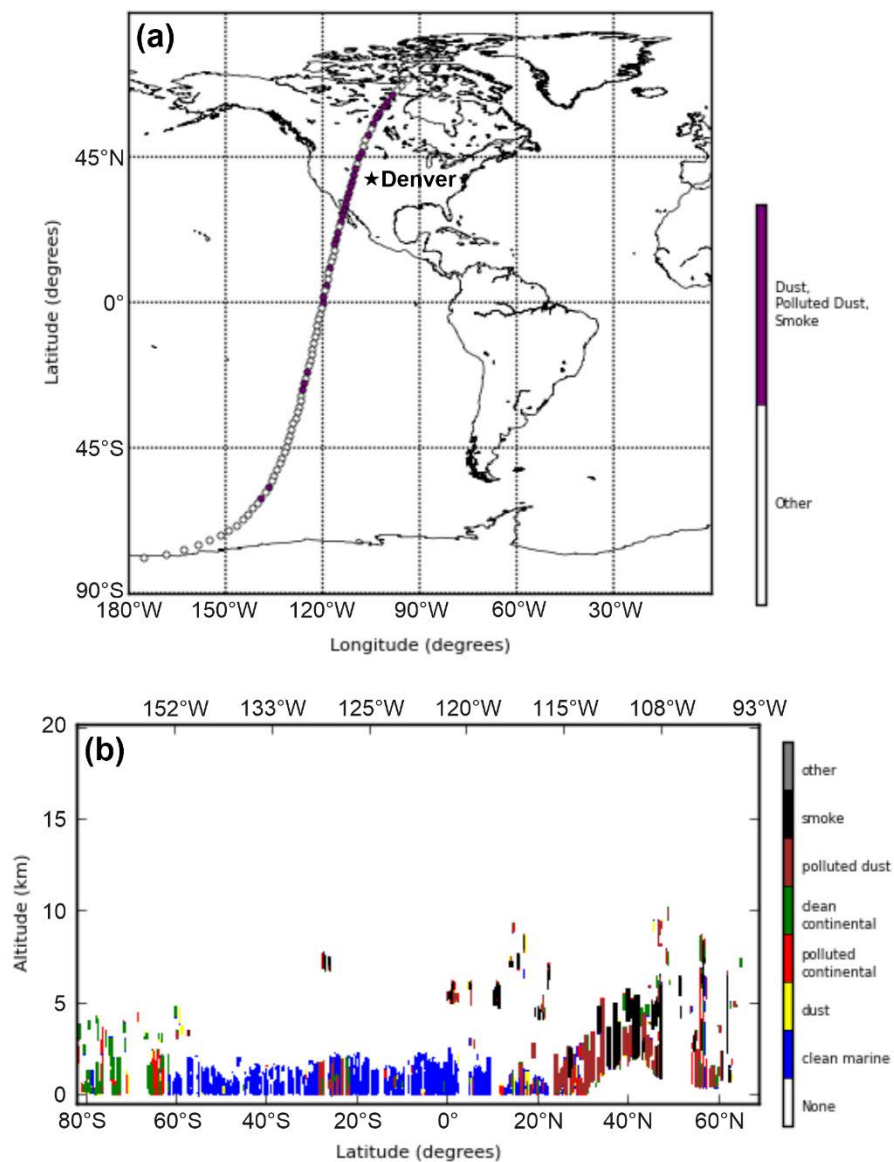 (a)
45°N
★Denver
0°
45°S
90°S
180°W 150°W 120°W 90°W 60°W 30°W
Latitude (degrees)
Longitude (degrees)
Dust,
Polluted Dust,
Smoke
Other
152°W 133°W 125°W 120°W 115°W 108°W 93°W
(b)
20
15
10
5
0
Altitude (km)
80°S 60°S 40°S 20°S 0° 20°N 40°N 60°N
Latitude (degrees)
other
smoke
polluted dust
clean
continental
polluted
continental
dust
clean marine
None